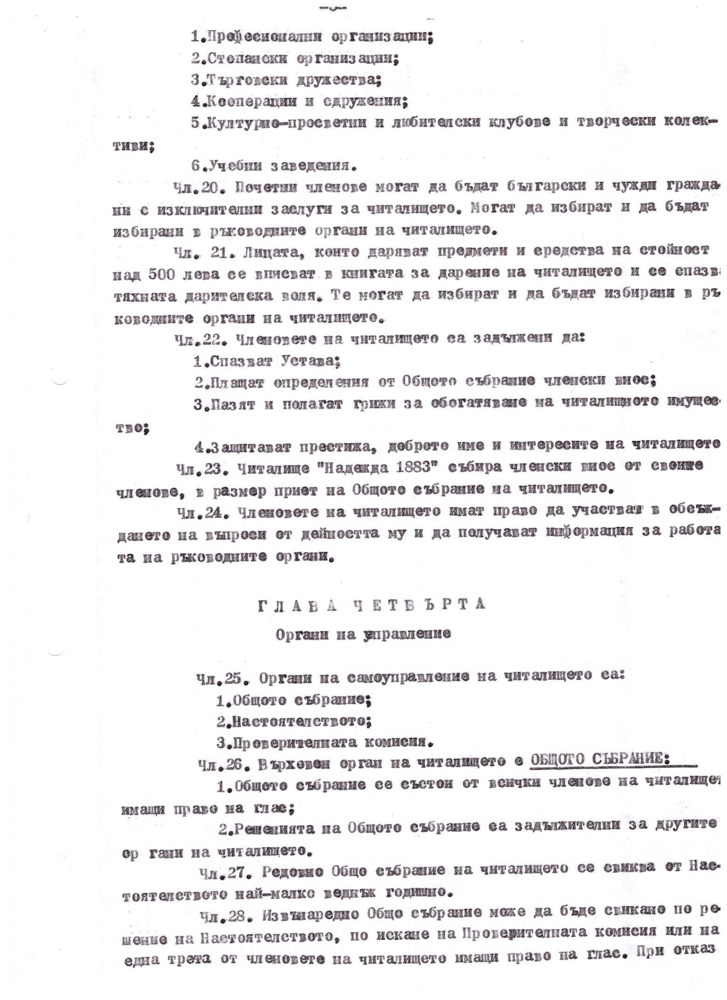 1.Професионални организации;
2.Стопански организации;
3.Търговски дружества;
4.Кооперации и сдружения;
5.Културно-просветни и любителски клубове и творчески колек-
тиви;
6.Учебни заведения.
Чл.20. Почетни членове могат да бъдат български и чужди гражда-
ни с изключителни заслуги за читалището. Могат да избират и да бъдат
избирани в ръководните органи на читалището.
Чл. 21. Лицата, които даряват предмети и средства на стойност
над 500 лева се вписват в книгата за дарение на читалището и се спазва
тяхната дарителска воля. Те могат да избират и да бъдат избирани в ръ-
ководните органи на читалището.
Чл.22. Членовете на читалището са задължени да:
1.Спазват Устава;
2.Плащат определения от Общото събрание членски внос;
3.Пазят и полагат грижи за обогатяване на читалищното имущес-
тво;
4.Защитават престижа, доброто име и интересите на читалището
Чл.23. Читалище "Надежда 1883" събира членски внос от своите
членове, в размер приет на Общото събрание на читалището.
Чл.24. Членовете на читалището имат право да участват в обсъж-
дането на въпроси от дейността му и да получават информация за работа
та на ръководните органи.
ГЛАВА ЧЕТВЪРТА
Органи на управление
Чл.25. Органи на самоуправление на читалището са:
1.Общото събрание;
2.Настоятелството;
3.Проверителната комисия.
Чл.26. Върховен орган на читалището е ОБЩОТО СЪБРАНИЕ:
1.Общото събрание се състои от всички членове на читалищет
имащи право на глас;
2.Решенията на Общото събрание са задължителни за другите
ор гани на читалището.
Чл.27. Редовно Общо събрание на читалището се свиква от Нас-
тоятелството най-малко веднъж годишно.
Чл.28. Извънаредно Общо събрание може да бъде свикано по ре-
шение на Настоятелството, по искане на Проверителната комисия или на
една трета от членовете на читалището имащи право на глас. При отказ